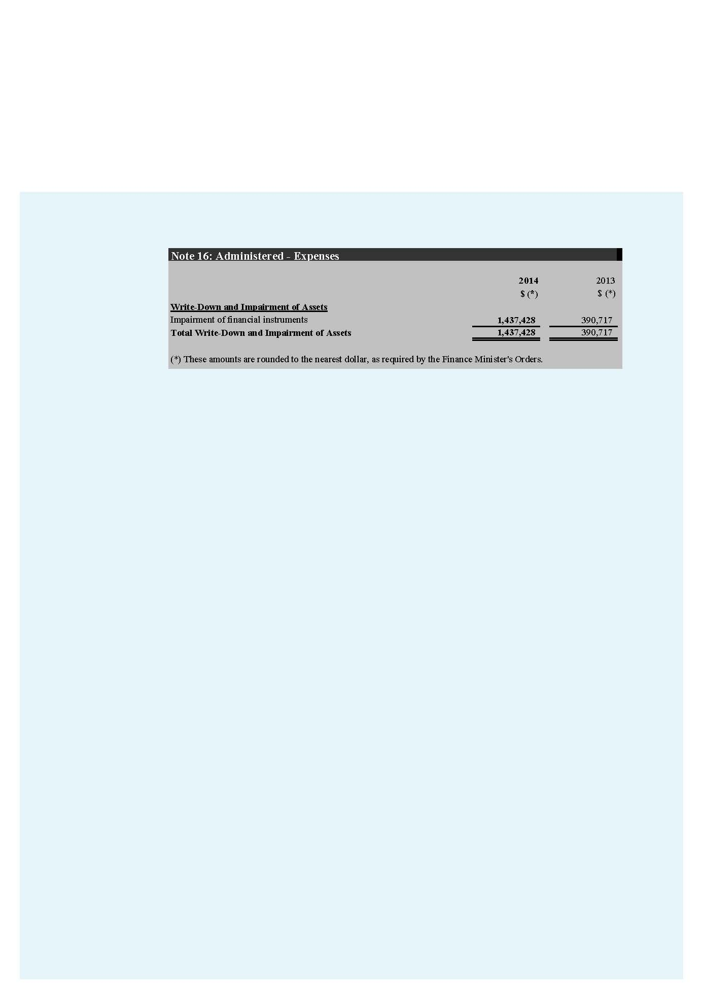 Note 16: Administered - Expenses
2014 2013
$ (*) $ (*)
Write-Down and Impairment of Assets
Impairment of financial instruments 1,437,428 390,717
Total Write-Down and Impairment of Assets 1,437,428 390,717
(*) These amounts are rounded to the nearest dollar, as required by the Finance Minister's Orders.